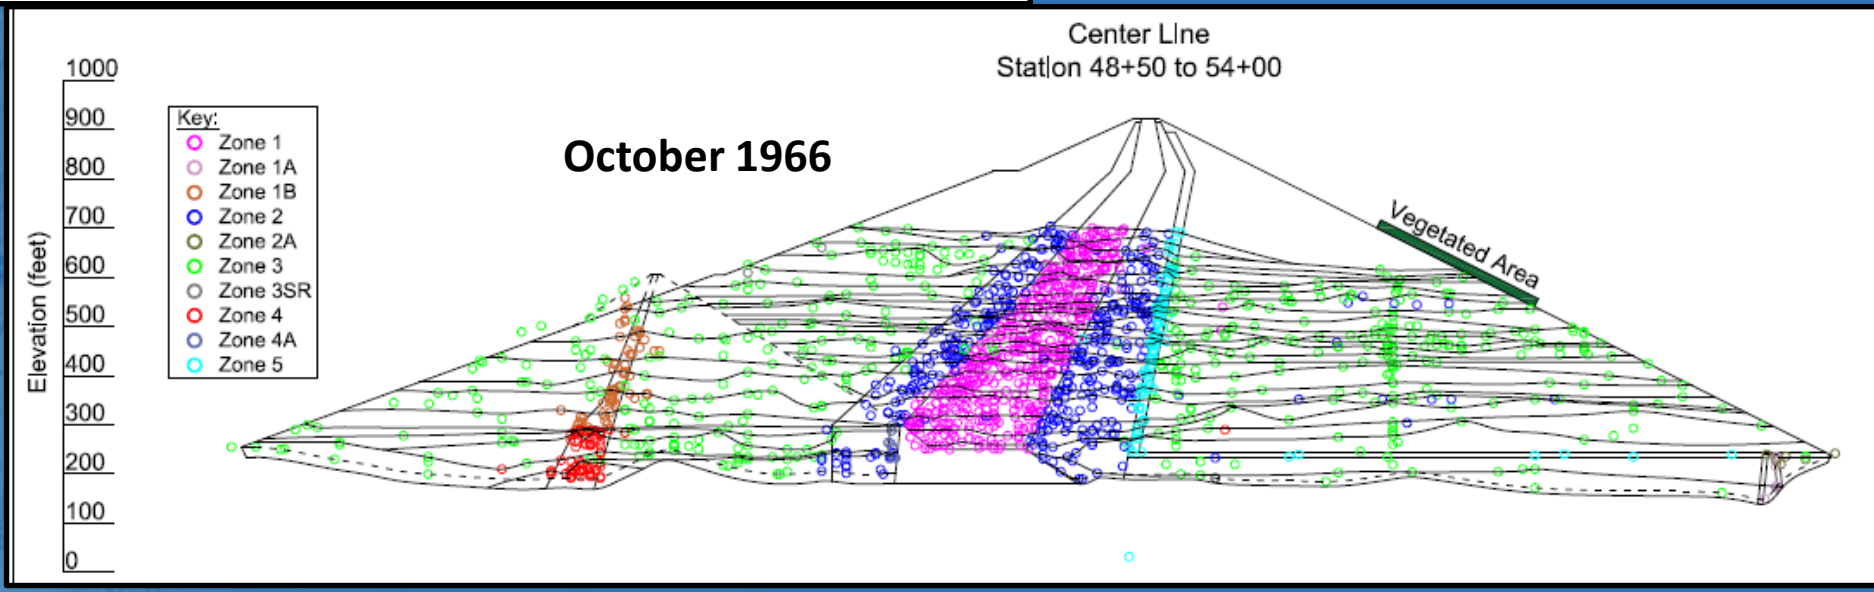 Center Line
Station 48+50 to 54+00
October 1966
1000
900
800
700
600
500
400
300
200
100
0
Elevation (feet)
Key:
Zone 1
Zone 1A
Zone 1B
Zone 2
Zone 2A
Zone 3
Zone 3SR
Zone 4
Zone 4A
Zone 5
Vegetated Area